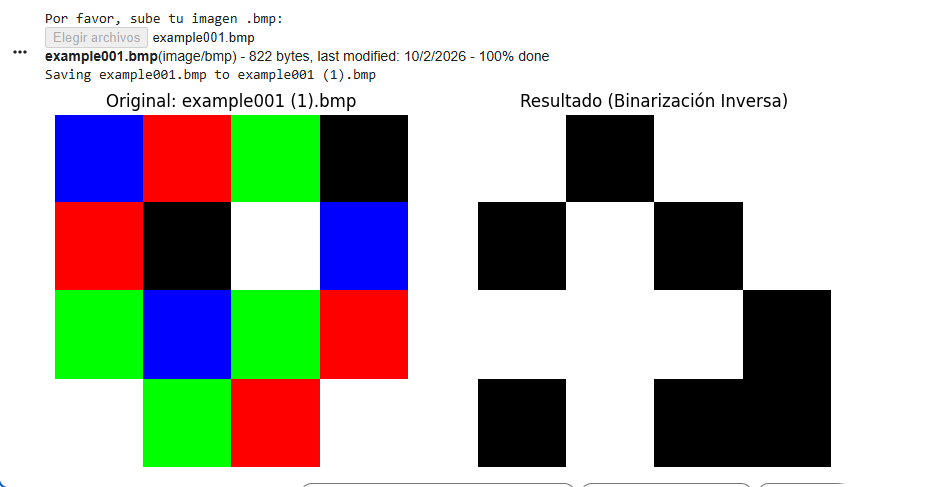 Por favor, sube tu imagen .bmp:
Elegir archivos example001.bmp
example001.bmp(image/bmp) - 822 bytes, last modified: 10/2/2026 - 100% done
Saving example001.bmp to example001 (1).bmp
Original: example001 (1).bmp
Resultado (Binarización Inversa)